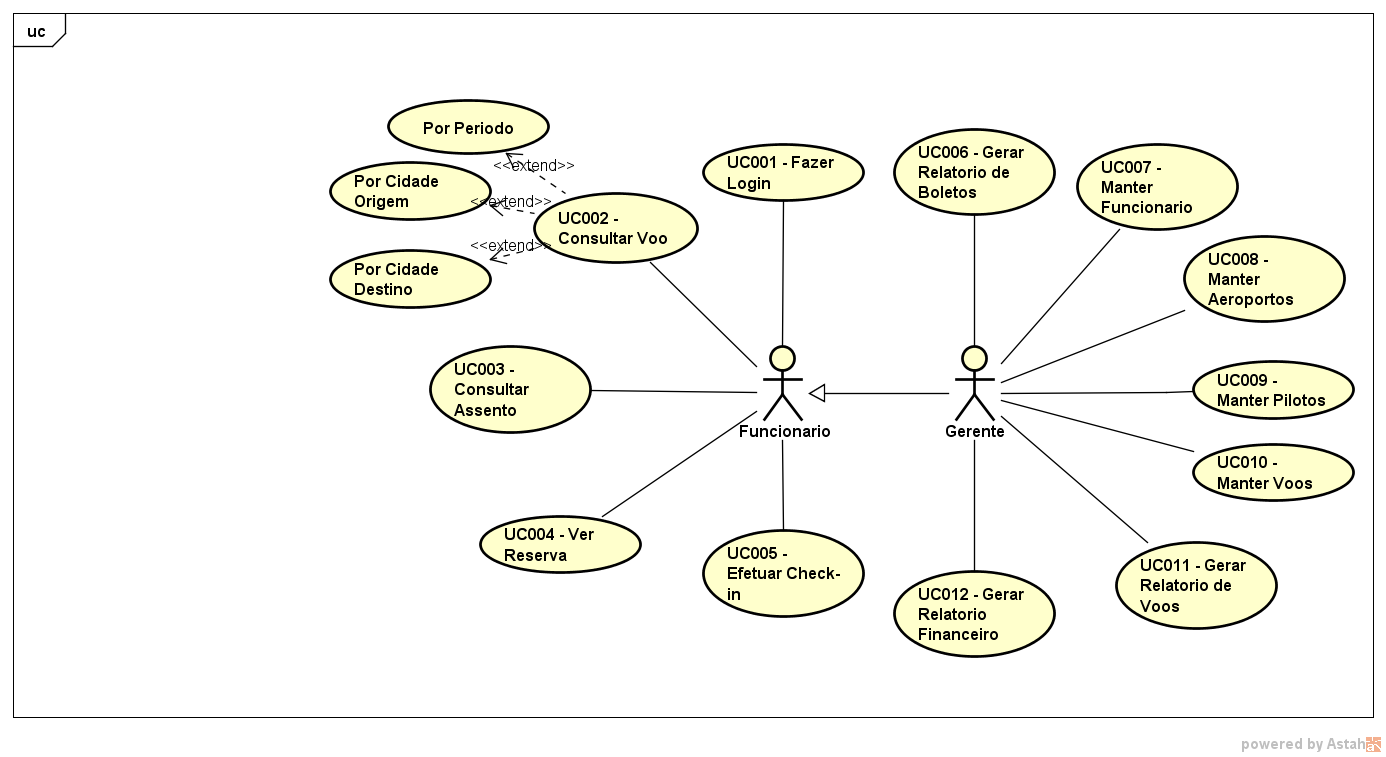 uc
Por Periodo
<<extend>>
Por Cidade
Origem
<<extend>>
UC002 -
Consultar Voo
<<extend>>
Por Cidade
Destino
UC001 - Fazer
Login
UC006 - Gerar
Relatorio de
Boletos
UC007 -
Manter
Funcionario
UC008 -
Manter
Aeroportos
UC003 -
Consultar
Assento
UC009 -
Manter Pilotos
Funcionario
Gerente
UC010 -
Manter Voos
UC004 - Ver
Reserva
UC005 -
Efetuar Check-
in
UC012 - Gerar
Relatorio
Financeiro
UC011 - Gerar
Relatorio de
Voos
powered by Astah